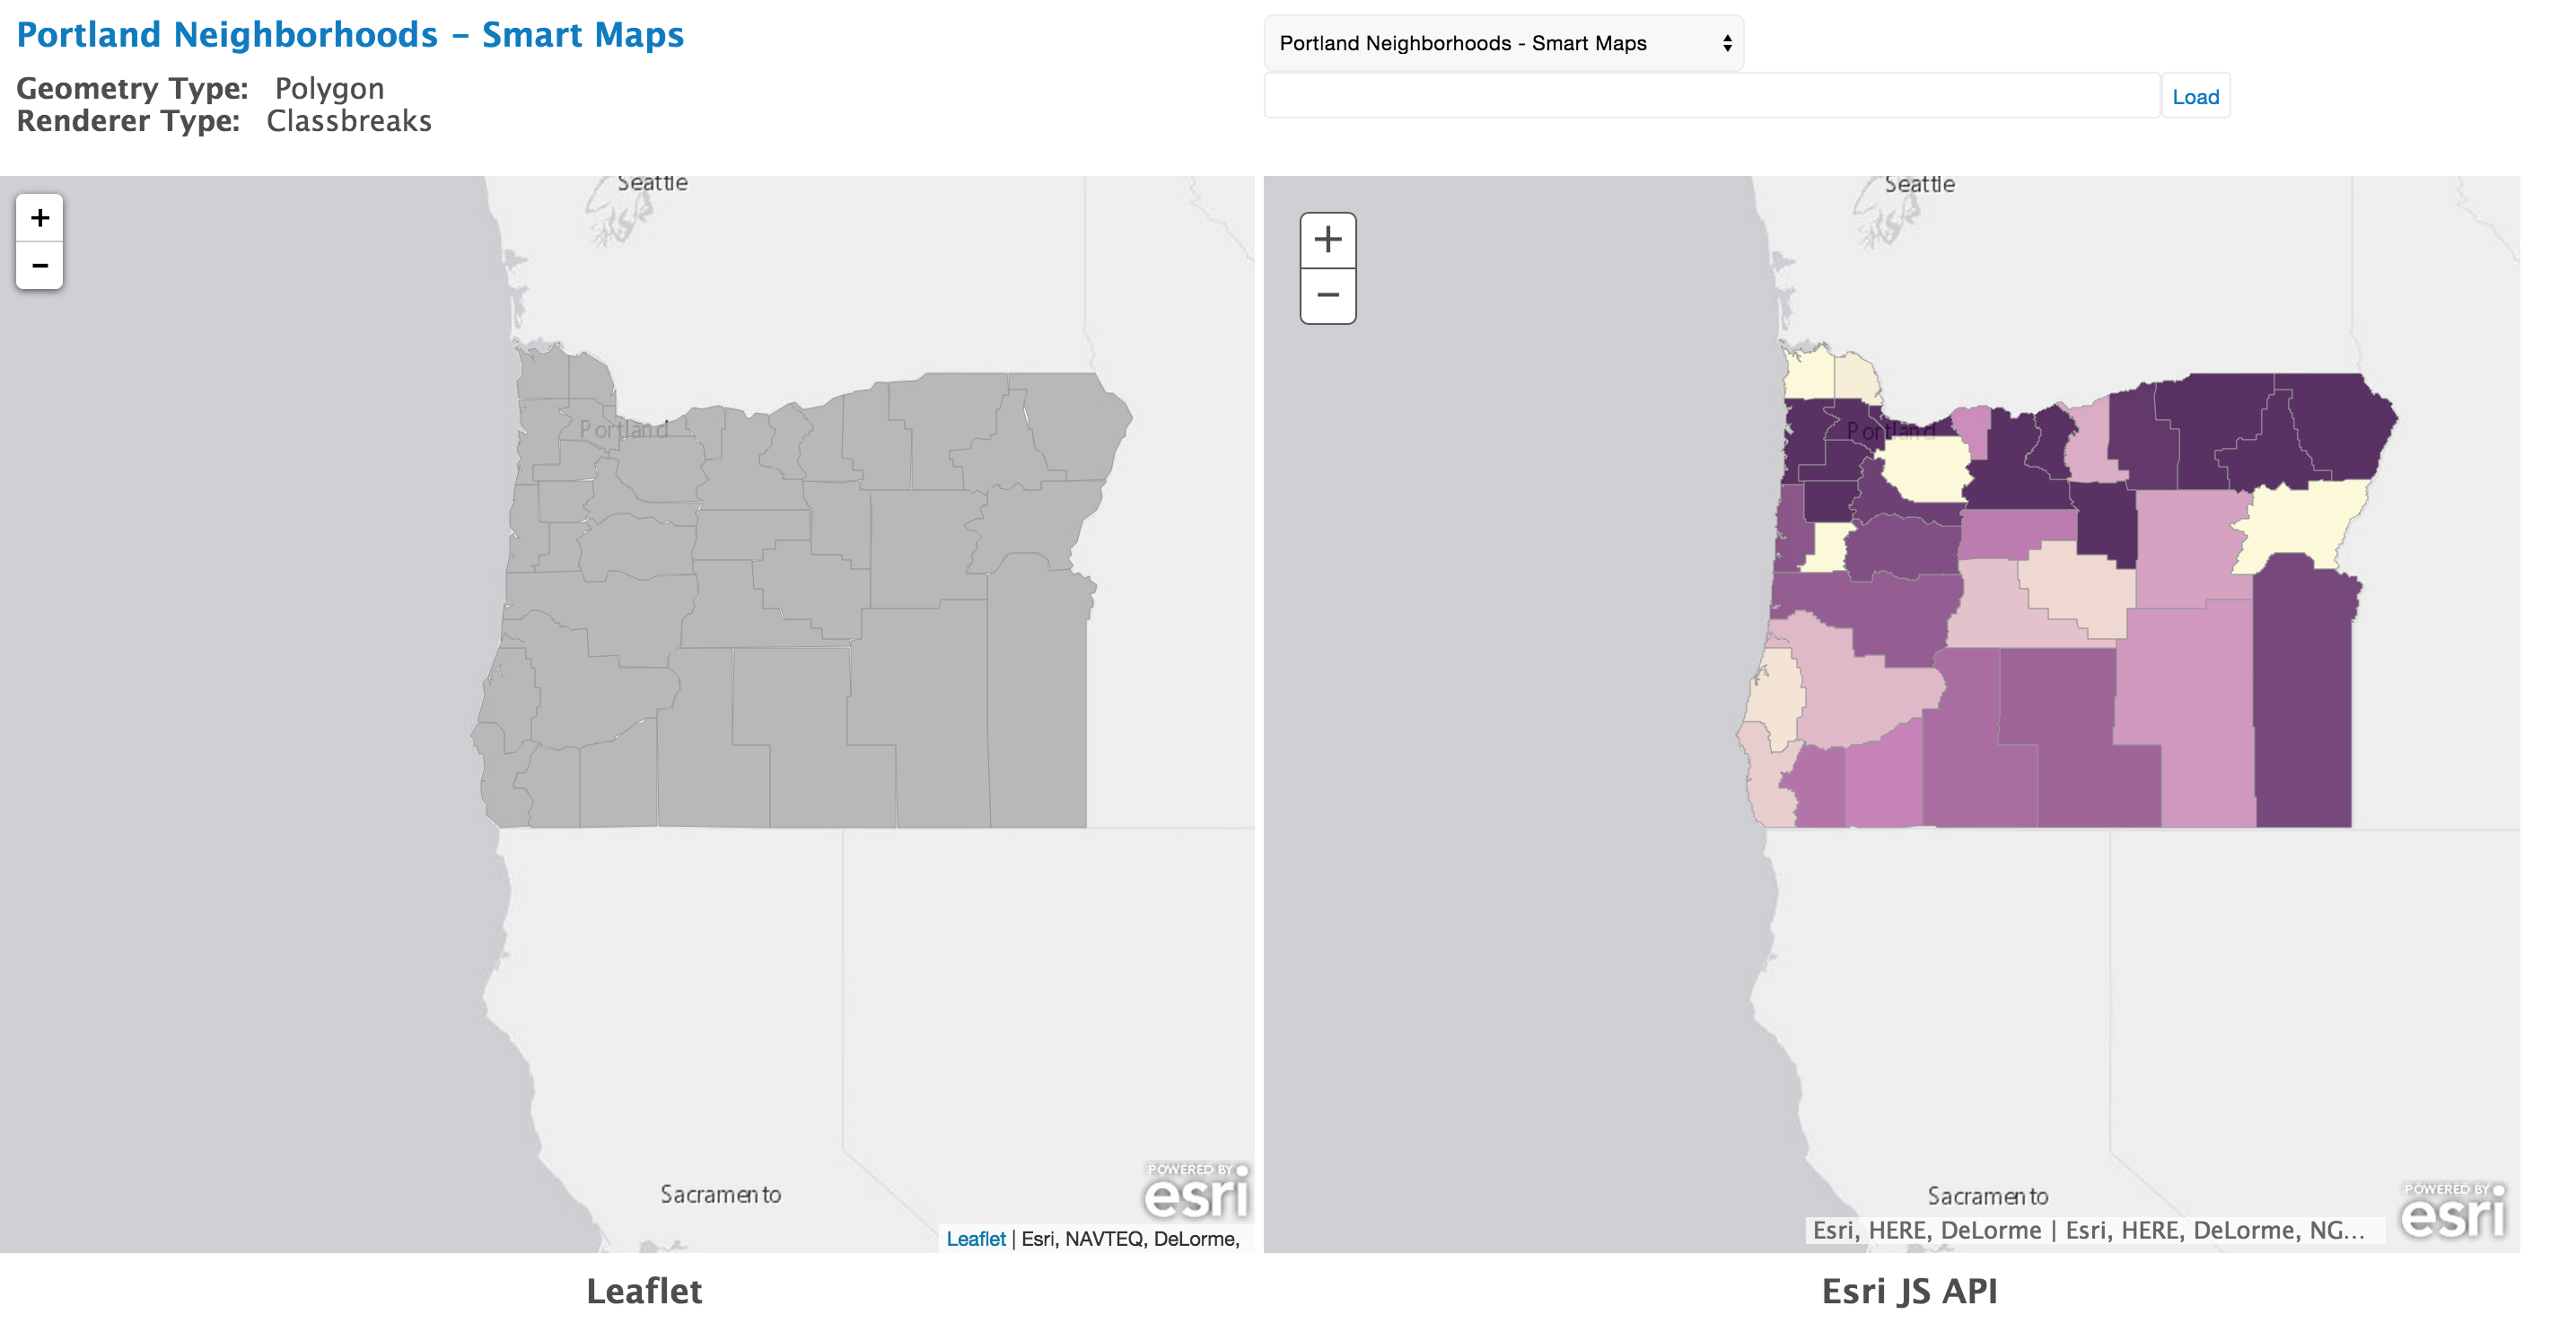 Portland Neighborhoods – Smart Maps
Geometry Type: Polygon
Renderer Type: Classbreaks
Portland Neighborhoods - Smart Maps
Load
+
−
Seattle
Portland
Sacramento
POWERED BY
esri
Leaflet | Esri, NAVTEQ, DeLorme,
Leaflet
+
−
Seattle
Portland
Sacramento
POWERED BY
esri
Esri, HERE, DeLorme | Esri, HERE, DeLorme, NG...
Esri JS API